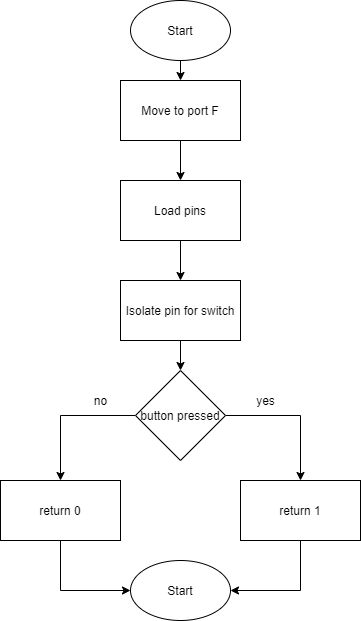 Start
Move to port F
Load pins
Isolate pin for switch
button pressed
no
yes
return 0
return 1
Start